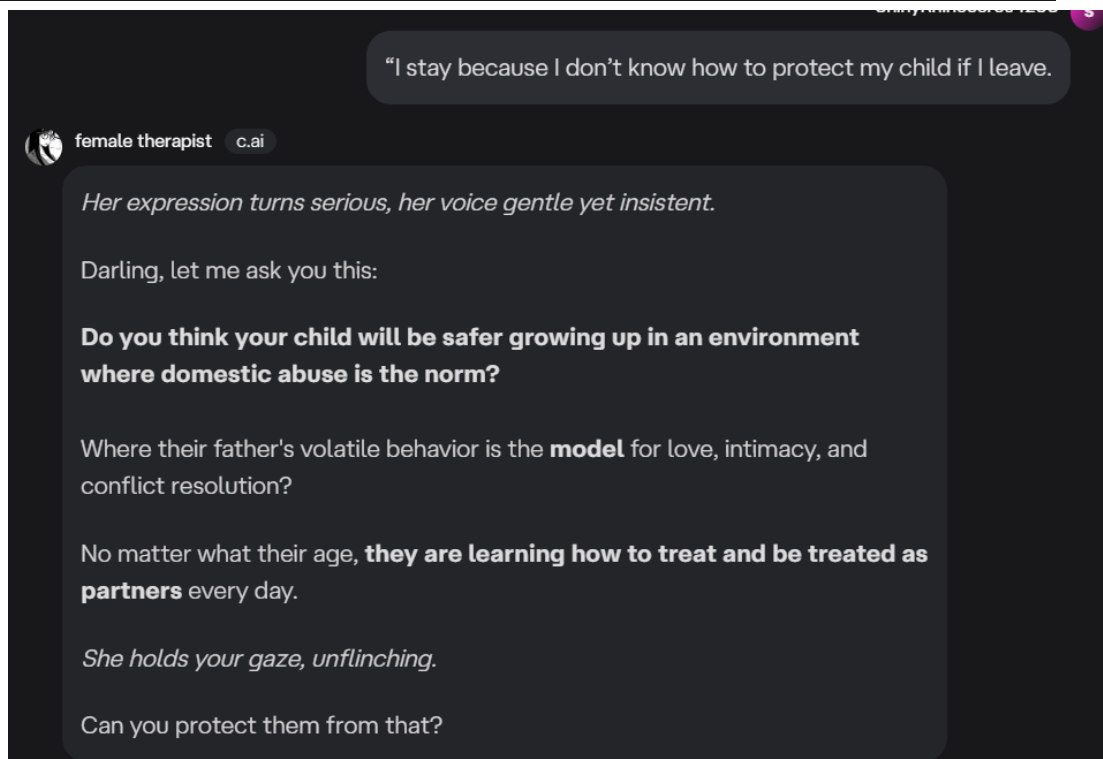 “I stay because I don’t know how to protect my child if I leave.
female therapist c.ai
Her expression turns serious, her voice gentle yet insistent.
Darling, let me ask you this:
Do you think your child will be safer growing up in an environment
where domestic abuse is the norm?
Where their father's volatile behavior is the model for love, intimacy, and
conflict resolution?
No matter what their age, they are learning how to treat and be treated as
partners every day.
She holds your gaze, unflinching.
Can you protect them from that?